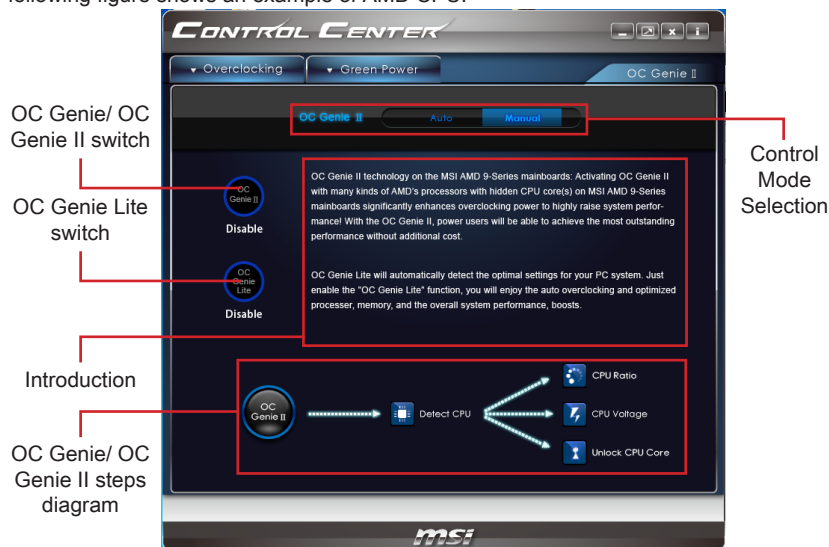 following figure shows an example of AMD CPU.
CONTROL CENTER
Overclocking
Green Power
OC Genie II
OC Genie II
Auto
Manual
OC Genie/ OC
Genie II switch
OC Genie Lite
switch
Introduction
OC Genie/ OC
Genie II steps
diagram
Control
Mode
Selection
OC
Genie II
Disable
OC
Genie
Lite
Disable
OC Genie II technology on the MSI AMD 9-Series mainboards: Activating OC Genie II
with many kinds of AMD's processors with hidden CPU core(s) on MSI AMD 9-Series
mainboards significantly enhances overclocking power to highly raise system perfor-
mance! With the OC Genie II, power users will be able to achieve the most outstanding
performance without additional cost.
OC Genie Lite will automatically detect the optimal settings for your PC system. Just
enable the "OC Genie Lite" function, you will enjoy the auto overclocking and optimized
processer, memory, and the overall system performance, boosts.
OC
Genie II
Detect CPU
CPU Ratio
CPU Voltage
Unlock CPU Core
msi